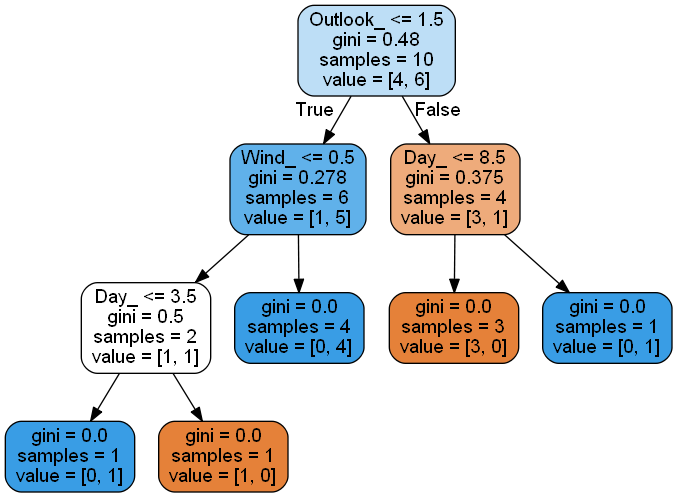 Outlook_ <= 1.5
gini = 0.48
samples = 10
value = [4, 6]
True
False
Wind_ <= 0.5
gini = 0.278
samples = 6
value = [1, 5]
Day_ <= 8.5
gini = 0.375
samples = 4
value = [3, 1]
Day_ <= 3.5
gini = 0.5
samples = 2
value = [1, 1]
gini = 0.0
samples = 4
value = [0, 4]
gini = 0.0
samples = 3
value = [3, 0]
gini = 0.0
samples = 1
value = [0, 1]
gini = 0.0
samples = 1
value = [0, 1]
gini = 0.0
samples = 1
value = [1, 0]